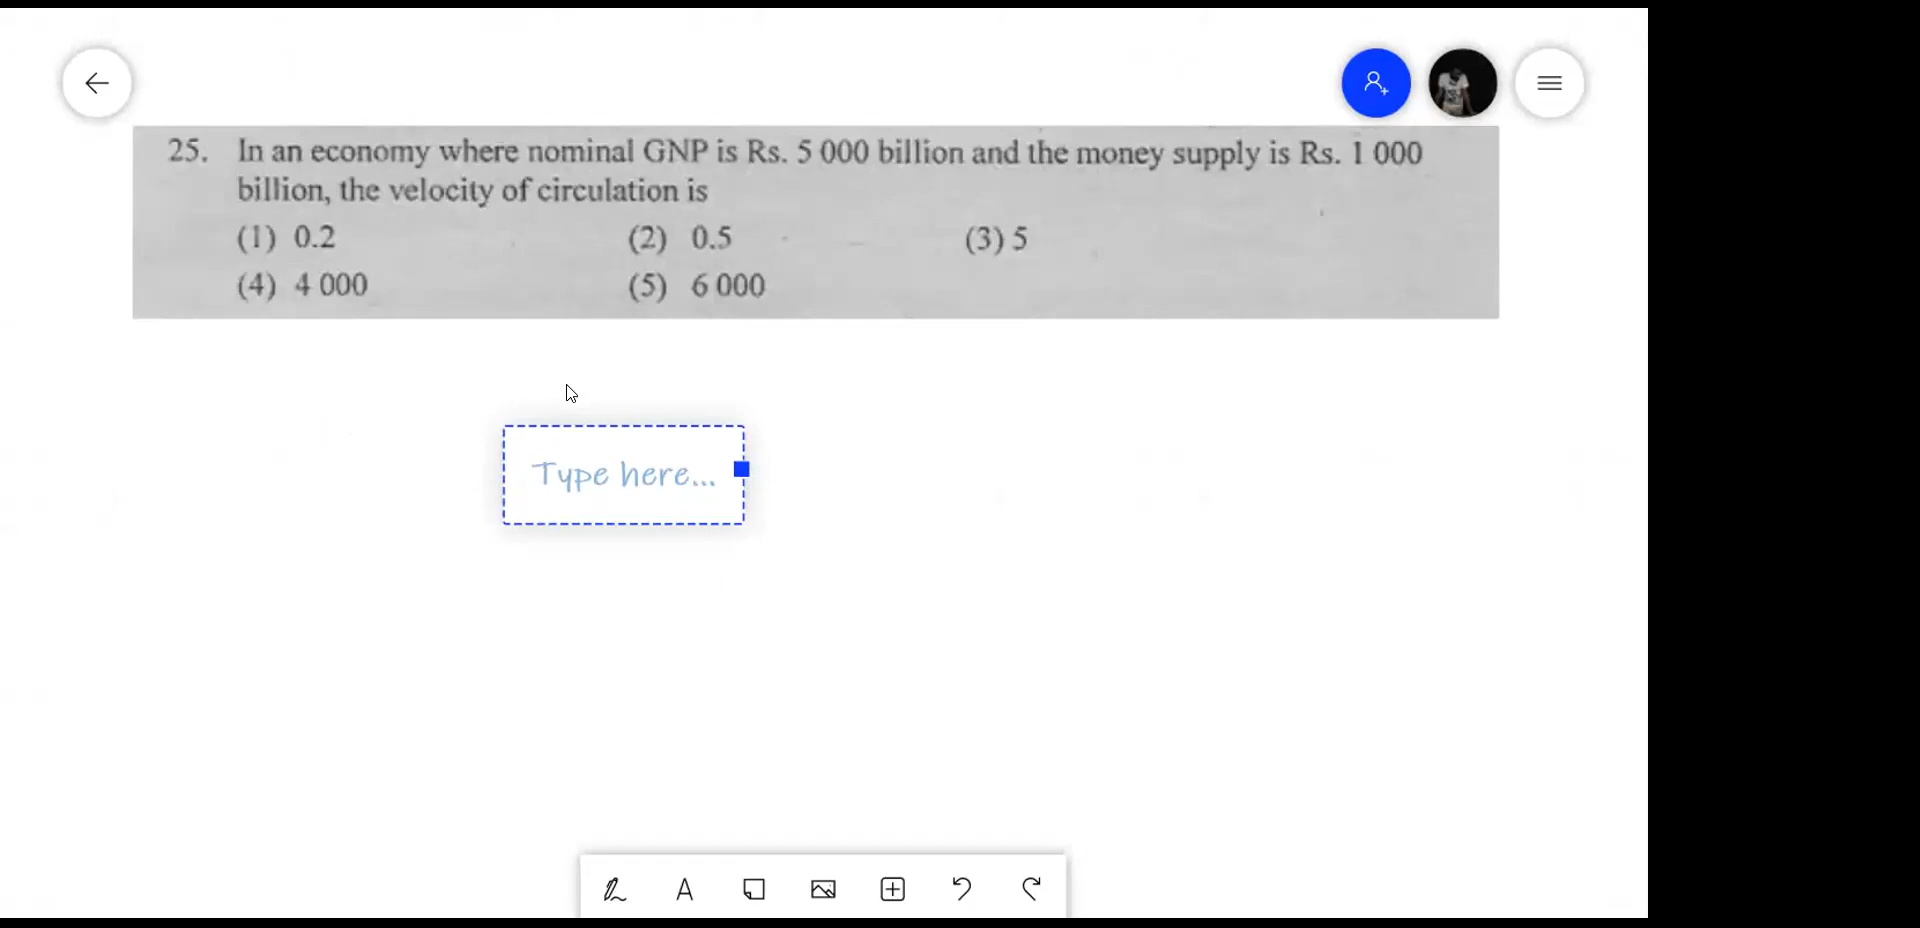 25. In an economy where nominal GNP is Rs. 5 000 billion and the money supply is Rs. 1 000
billion, the velocity of circulation is
(1) 0.2 (2) 0.5 (3) 5
(4) 4 000 (5) 6 000
Type here...